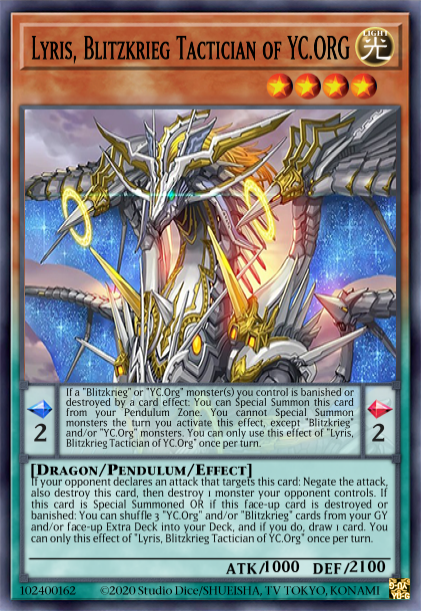 Lyris, Blitzkrieg Tactician of YC.ORG
LIGHT
光
If a "Blitzkrieg" or "YC.Org" monster(s) you control is banished or
destroyed by a card effect: You can Special Summon this card
from your Pendulum Zone. You cannot Special Summon
monsters the turn you activate this effect, except "Blitzkrieg"
and/or "YC.Org" monsters. You can only use this effect of "Lyris,
Blitzkrieg Tactician of YC.Org" once per turn.
2
2
[Dragon/Pendulum/Effect]
If your opponent declares an attack that targets this card: Negate the attack,
also destroy this card, then destroy 1 monster your opponent controls. If
this card is Special Summoned OR if this face-up card is destroyed or
banished: You can shuffle 3 "YC.Org" and/or "Blitzkrieg" cards from your GY
and/or face-up Extra Deck into your Deck, and if you do, draw 1 card. You
can only this effect of "Lyris, Blitzkrieg Tactician of YC.Org" once per turn.
ATK/1000 DEF/2100
102400162 ©2020 Studio Dice/SHUEISHA, TV TOKYO, KONAMI